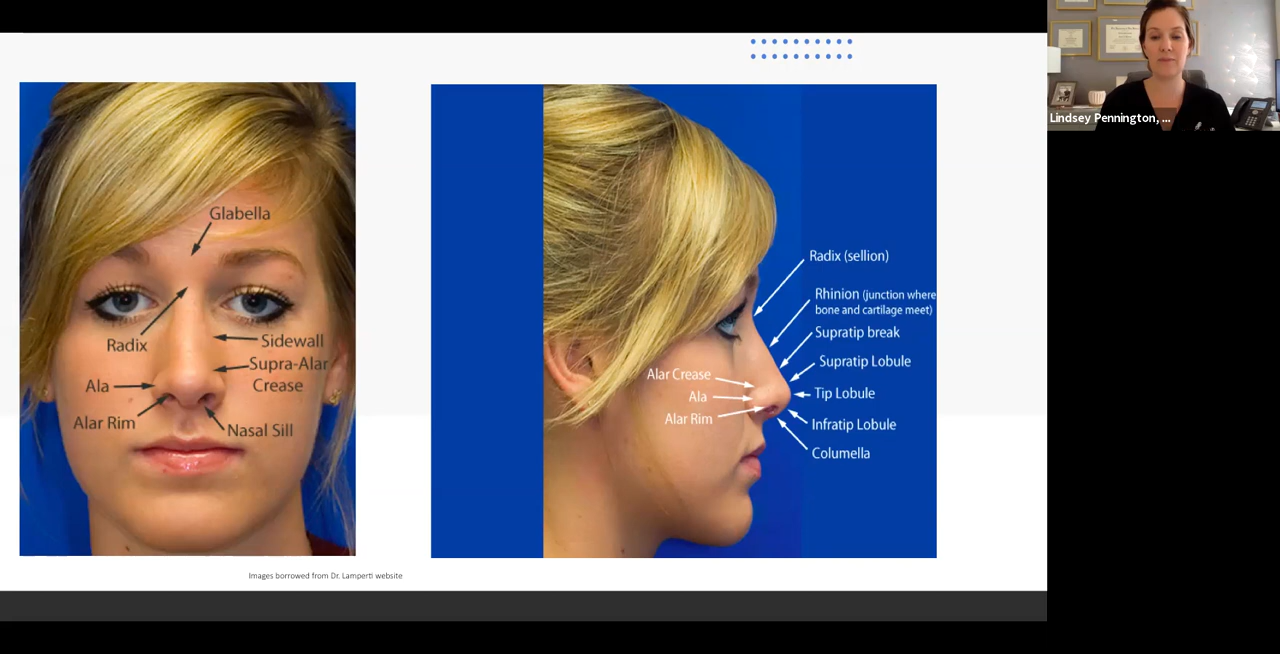 Glabella
Radix
Sidewall
Supra-Alar
Crease
Ala
Alar Rim
Nasal Sill
Radix (sellion)
Rhinion (junction where
bone and cartilage meet)
Supratip break
Supratip Lobule
Alar Crease
Ala
Alar Rim
Tip Lobule
Infratip Lobule
Columella
Images borrowed from Dr. Lamperti website
Lindsey Pennington, ...